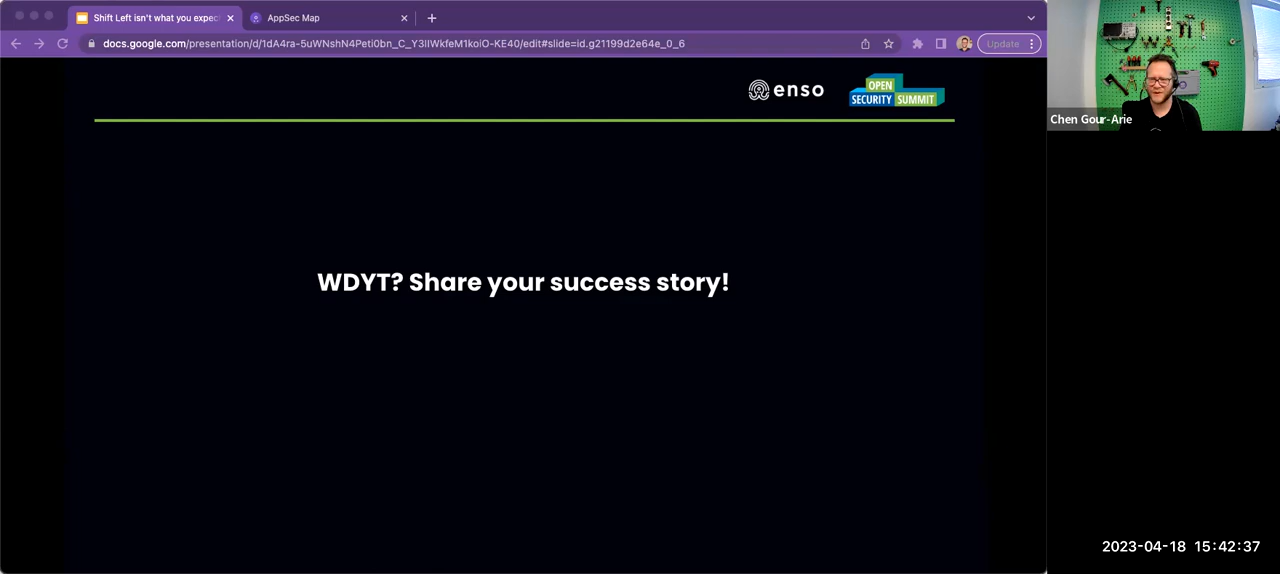 Shift Left isn't what you expec
AppSec Map
docs.google.com/presentation/d/1dA4ra-5uWNshN4Peti0bn_C_Y3IIWkfeM1koiO-KE40/edit#slide=id.g21199d2e64e_0_6
Update
enso
OPEN
SECURITY SUMMIT
Chen Gour-Arie
WDYT? Share your success story!
2023-04-18 15:42:37